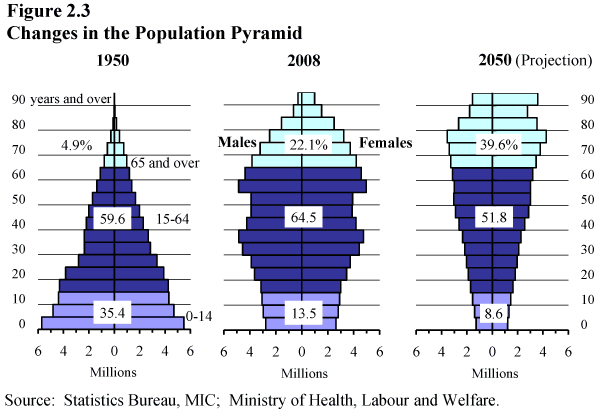 Figure 2.3
Changes in the Population Pyramid
1950 2008 2050 (Projection)
90 years and over 90
80 80
4.9% Males 22.1% Females 39.6%
70 70
65 and over
60 60
50 50
59.6 15-64 64.5 51.8
40 40
30 30
20 20
10 10
35.4 0-14 13.5 8.6
0 0
6 4 2 0 2 4 6 6 4 2 0 2 4 6 6 4 2 0 2 4 6
Millions Millions Millions
Source: Statistics Bureau, MIC; Ministry of Health, Labour and Welfare.